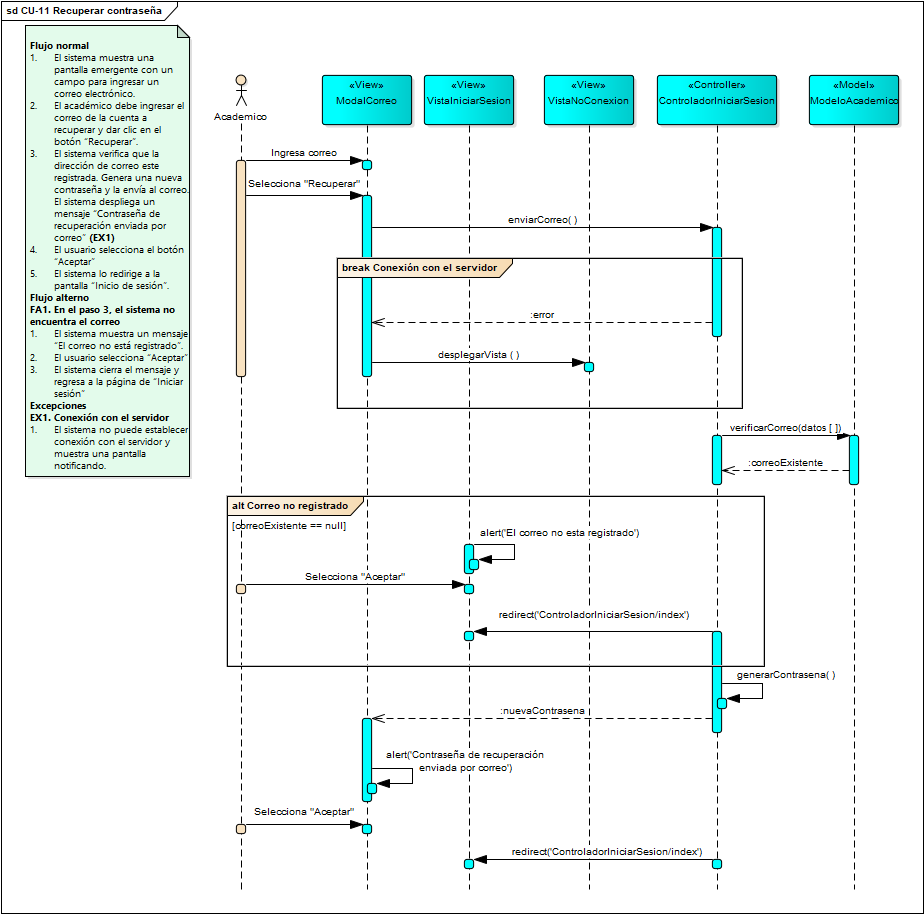 sd CU-11 Recuperar contraseña
Flujo normal
1. El sistema muestra una
pantalla emergente con un
campo para ingresar un
correo electrónico.
2. El académico debe ingresar el
correo de la cuenta a
recuperar y dar clic en el
botón "Recuperar".
3. El sistema verifica que la
dirección de correo este
registrada. Genera una nueva
contraseña y la envía al correo.
El sistema despliega un
mensaje "Contraseña de
recuperación enviada por
correo" (EX1)
4. El usuario selecciona el botón
"Aceptar"
5. El sistema lo redirige a la
pantalla "Inicio de sesión".
Flujo alterno
FA1. En el paso 3, el sistema no
encuentra el correo
1. El sistema muestra un mensaje
"El correo no está registrado".
2. El usuario selecciona "Aceptar"
3. El sistema cierra el mensaje y
regresa a la página de "Iniciar
sesión"
Excepciones
EX1. Conexión con el servidor
1. El sistema no puede establecer
conexión con el servidor y
muestra una pantalla
notificando.
Academico
«View»
ModalCorreo
«View»
VistaIniciarSesion
«View»
VistaNoConexion
«Controller»
ControladorIniciarSesion
«Model»
ModeloAcademico
Ingresa correo
Selecciona "Recuperar"
enviarCorreo( )
break Conexión con el servidor
:error
desplegarVista ( )
verificarCorreo(datos [ ])
:correoExistente
alt Correo no registrado
[correoExistente == null]
alert('El correo no esta registrado')
Selecciona "Aceptar"
redirect('ControladorIniciarSesion/index')
generarContrasena( )
:nuevaContrasena
alert('Contraseña de recuperación
enviada por correo')
Selecciona "Aceptar"
redirect('ControladorIniciarSesion/index')